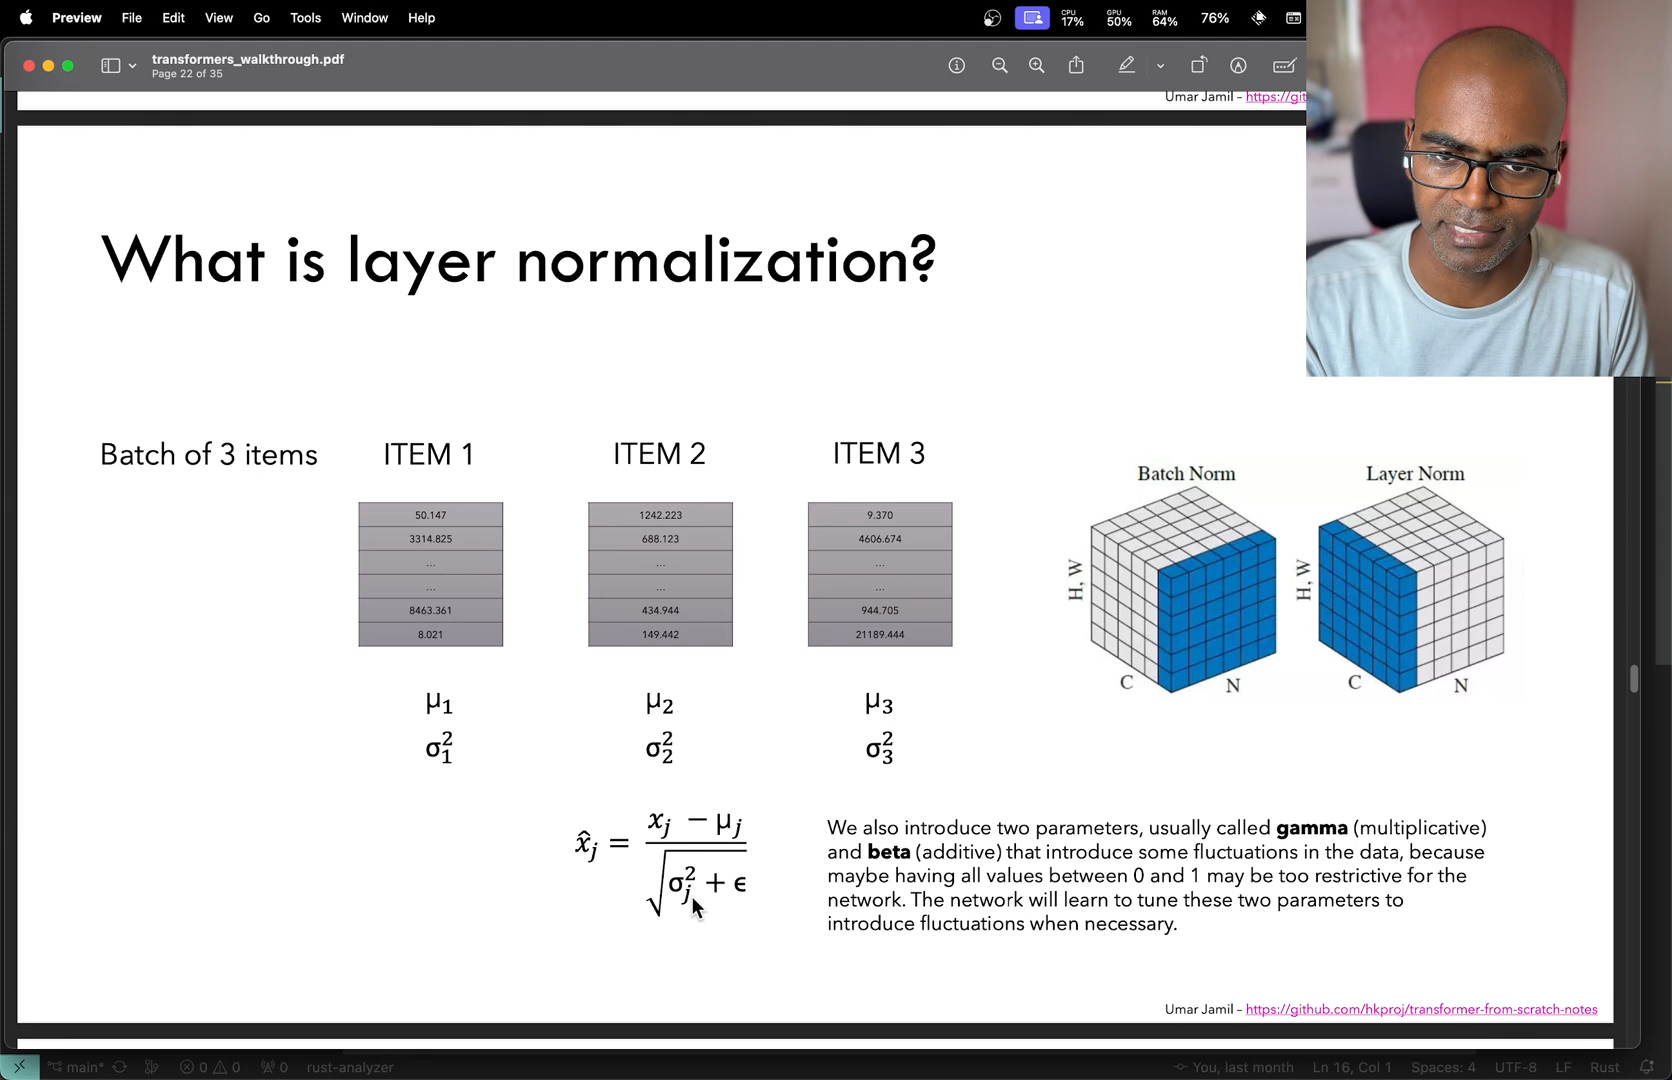 Preview File Edit View Go Tools Window Help
CPU 17% GPU 50% RAM 64% 76%
transformers_walkthrough.pdf
Page 22 of 35
Umar Jamil – https://git
What is layer normalization?
Batch of 3 items ITEM 1 ITEM 2 ITEM 3
Batch Norm Layer Norm
50.147 1242.223 9.370
3314.825 688.123 4606.674
... ... ...
... ... ...
8463.361 434.944 944.705
8.021 149.442 21189.444
H, W H, W
C N C N
μ₁ μ₂ μ₃
σ₁² σ₂² σ₃²
x̂ⱼ = (xⱼ − μⱼ) / √(σⱼ² + ϵ)
We also introduce two parameters, usually called gamma (multiplicative)
and beta (additive) that introduce some fluctuations in the data, because
maybe having all values between 0 and 1 may be too restrictive for the
network. The network will learn to tune these two parameters to
introduce fluctuations when necessary.
Umar Jamil – https://github.com/hkproj/transformer-from-scratch-notes
main* 0 0 0 rust-analyzer You, last month Ln 16, Col 1 Spaces: 4 UTF-8 LF Rust